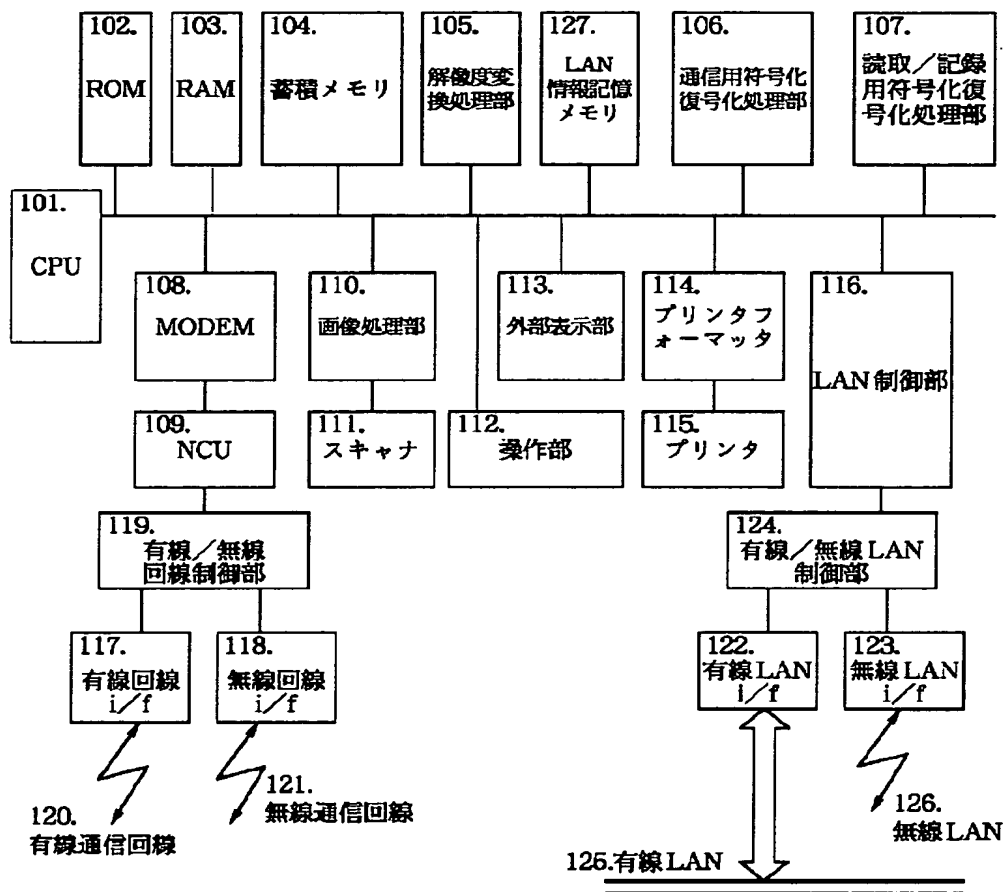 102.
ROM
103.
RAM
104.
蓄積メモリ
105.
解像度変
換処理部
127.
LAN
情報記憶
メモリ
106.
通信用符号化
復号化処理部
107.
読取／記録
用符号化復
号化処理部
101.
CPU
108.
MODEM
110.
画像処理部
113.
外部表示部
114.
プリンタフ
ォーマッタ
116.
LAN制御部
109.
NCU
111.
スキャナ
112.
操作部
115.
プリンタ
119.
有線／無線
回線制御部
124.
有線／無線LAN
制御部
117.
有線回線
i／f
118.
無線回線
i／f
122.
有線LAN
i／f
123.
無線LAN
i／f
120.
有線通信回線
121.
無線通信回線
126.
無線LAN
125.有線LAN